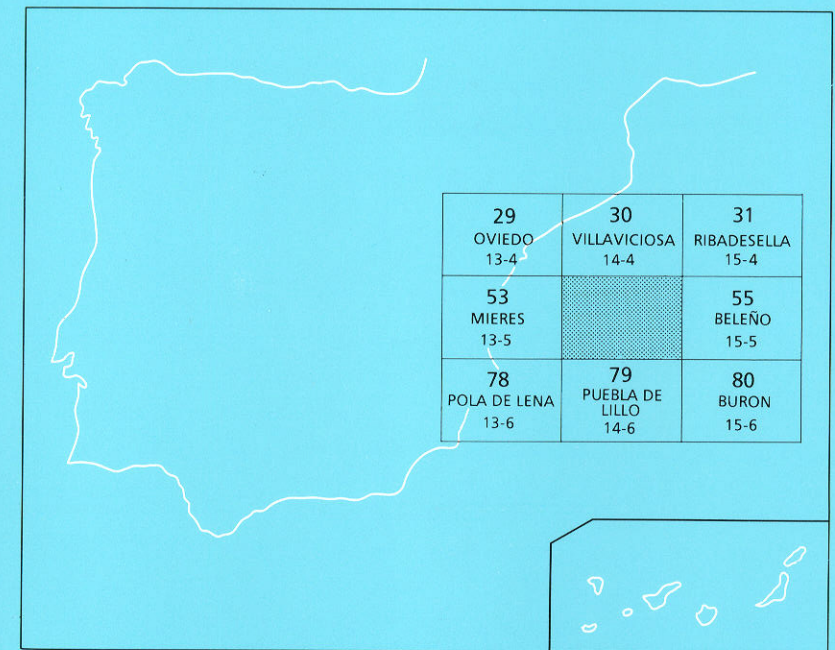 29
OVIEDO
13-4
30
VILLAVICIOSA
14-4
31
RIBADESELLA
15-4
53
MIERES
13-5
55
BELEÑO
15-5
78
POLA DE LENA
13-6
79
PUEBLA DE
LILLO
14-6
80
BURON
15-6